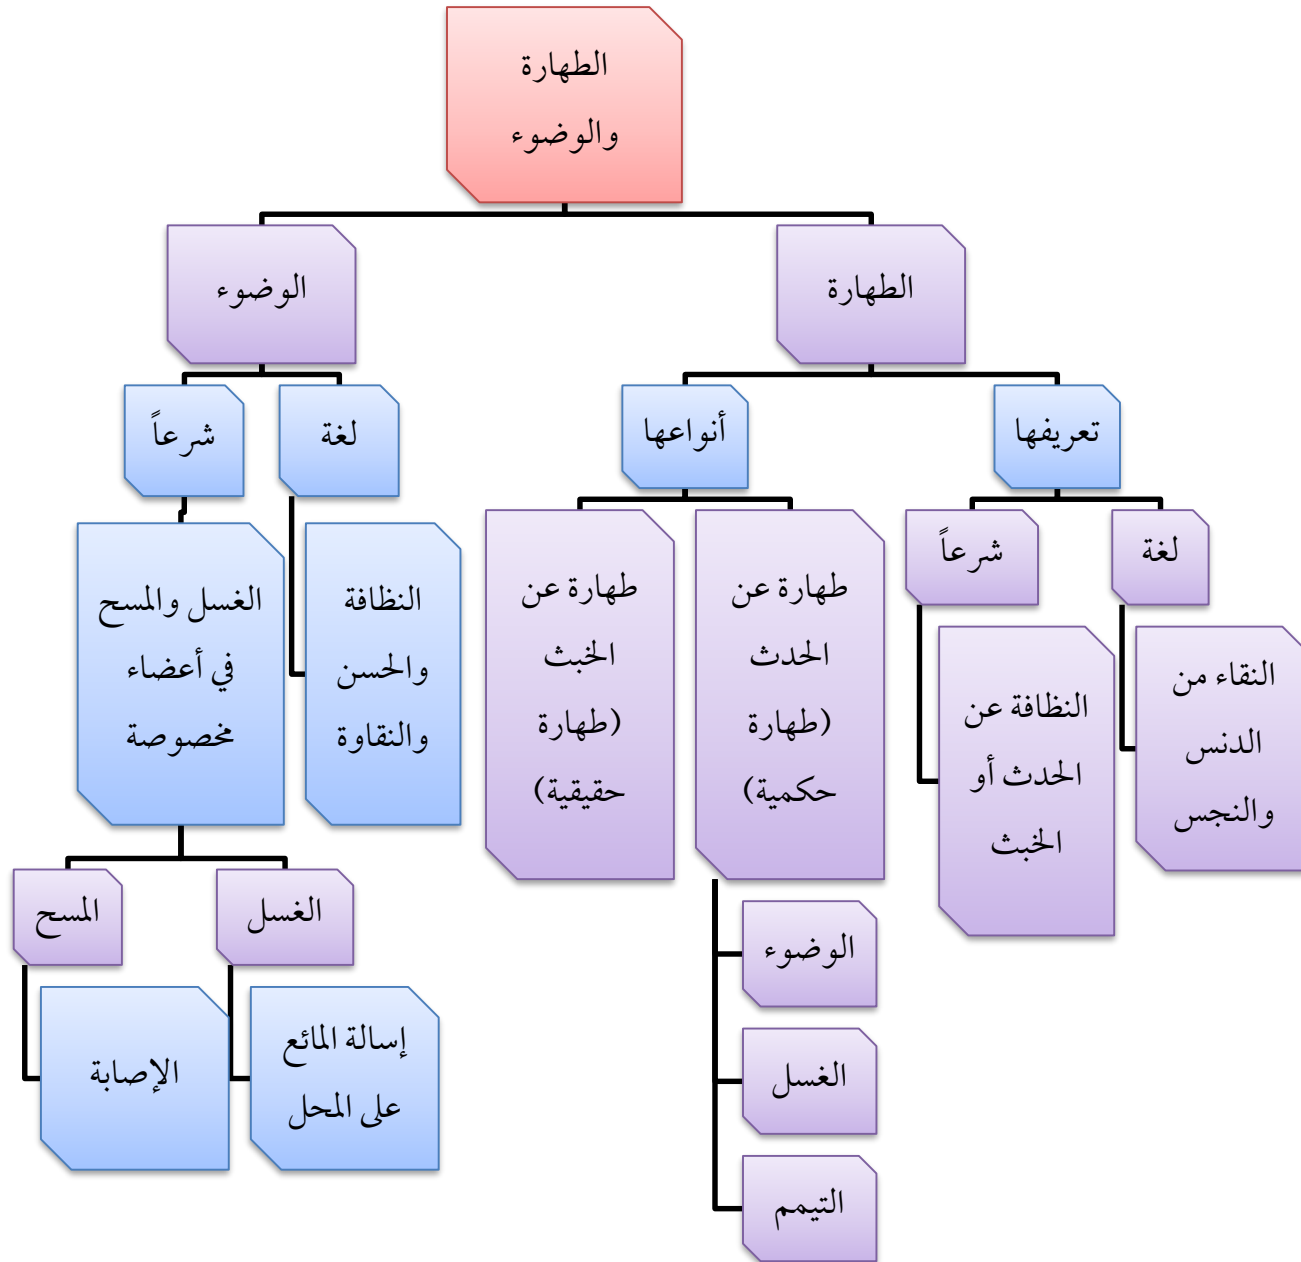 الطهارة
والوضوء
الطهارة
تعريفها
لغة
النقاء من
الدنس
والنجس
شرعاً
النظافة عن
الحدث أو
الخبث
أنواعها
طهارة عن
الحدث
(طهارة
حكمية)
الوضوء
الغسل
التيمم
طهارة عن
الخبث
(طهارة
حقيقية)
الوضوء
لغة
النظافة
والحسن
والنقاوة
شرعاً
الغسل والمسح
في أعضاء
مخصوصة
الغسل
إسالة المائع
على المحل
المسح
الإصابة